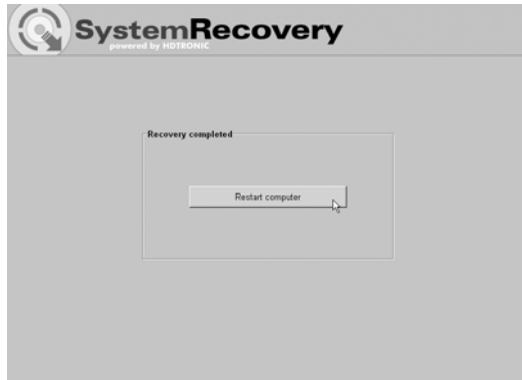 SystemRecovery
powered by HDTRONIC
Recovery completed
Restart computer